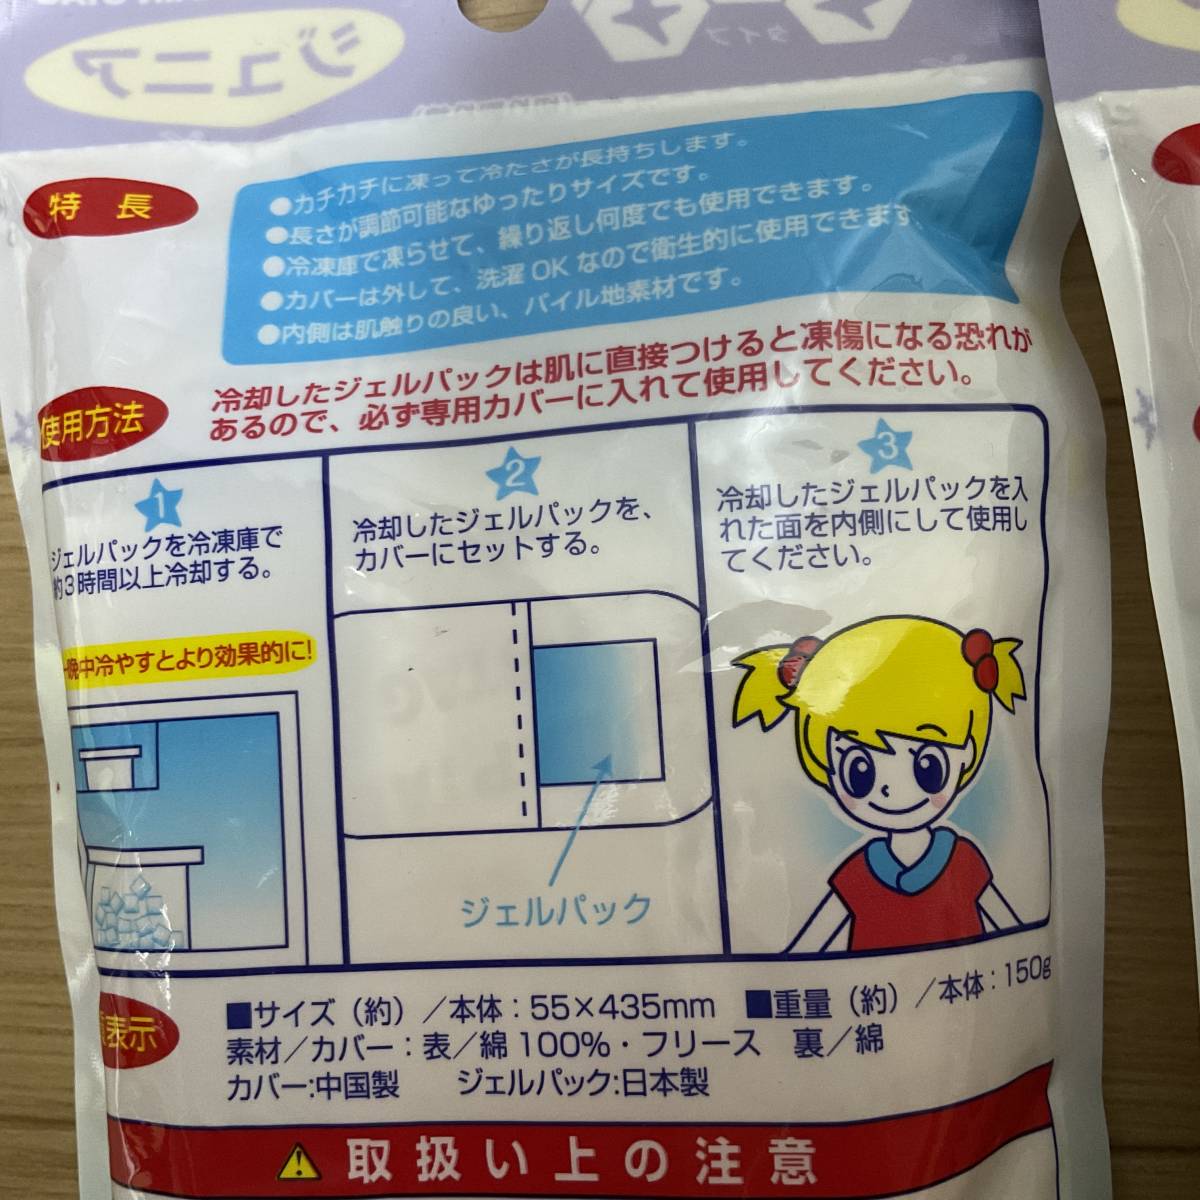 ジュニア
タイプ
特長
●カチカチに凍って冷たさが長持ちします。
●長さが調節可能なゆったりサイズです。
●冷凍庫で凍らせて、繰り返し何度でも使用できます。
●カバーは外して、洗濯OKなので衛生的に使用できます
●内側は肌触りの良い、パイル地素材です。
使用方法
冷却したジェルパックは肌に直接つけると凍傷になる恐れが
あるので、必ず専用カバーに入れて使用してください。
1
ジェルパックを冷凍庫で
約3時間以上冷却する。
一晩中冷やすとより効果的に!
2
冷却したジェルパックを、
カバーにセットする。
ジェルパック
3
冷却したジェルパックを入
れた面を内側にして使用し
てください。
表示
■サイズ（約）／本体：55×435mm ■重量（約）／本体：150g
素材／カバー：表／綿100%・フリース 裏／綿
カバー:中国製 ジェルパック:日本製
取扱い上の注意